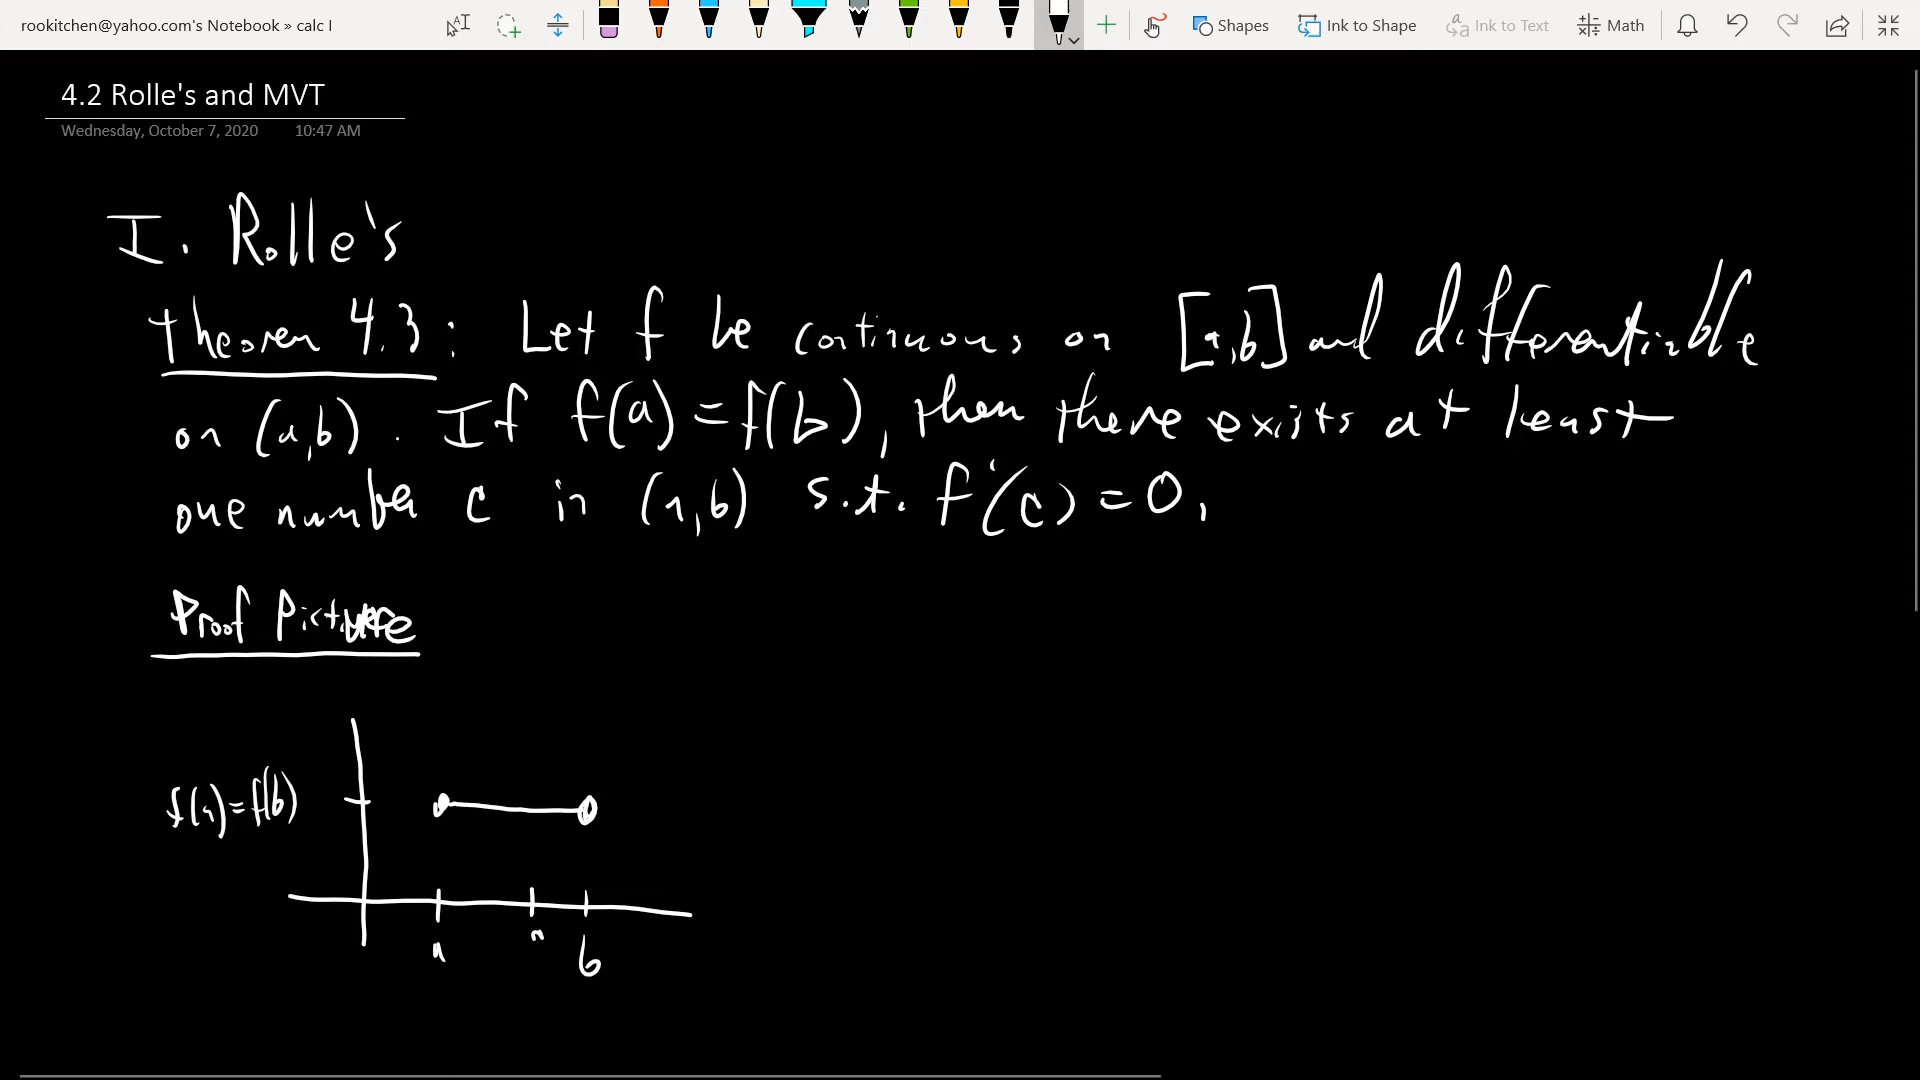 rookitchen@yahoo.com's Notebook » calc I
Shapes Ink to Shape Ink to Text Math
4.2 Rolle's and MVT
Wednesday, October 7, 2020 10:47 AM
I. Rolle's
Theorem 4.3: Let f be continuous on [a,b] and differentiable
on (a,b). If f(a)=f(b), then there exists at least
one number c in (a,b) s.t. f'(c)=0.
Proof Picture
f(a)=f(b)
a b